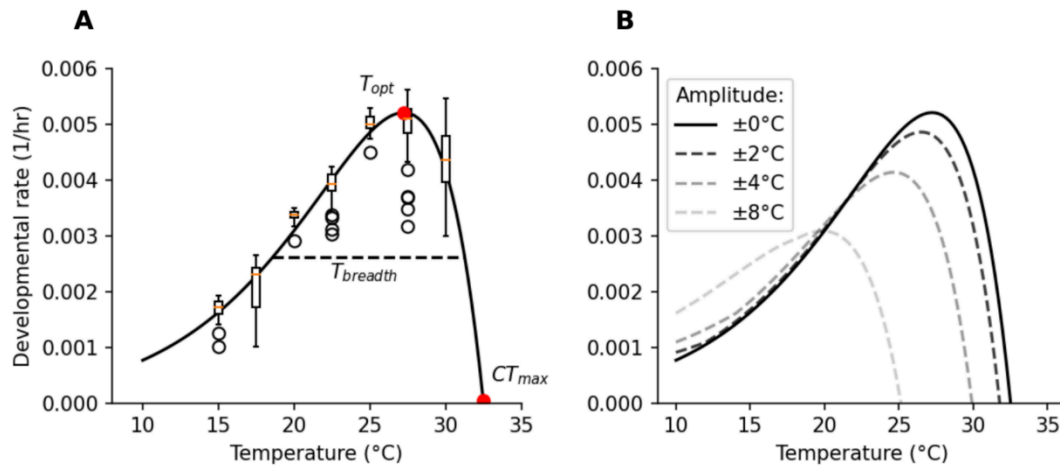 A
B
0.006
0.005
0.004
0.003
0.002
0.001
0.000
Developmental rate (1/hr)
T_opt
T_breadth
CT_max
10 15 20 25 30 35
Temperature (°C)
0.006
0.005
0.004
0.003
0.002
0.001
0.000
Amplitude:
±0°C
±2°C
±4°C
±8°C
10 15 20 25 30 35
Temperature (°C)